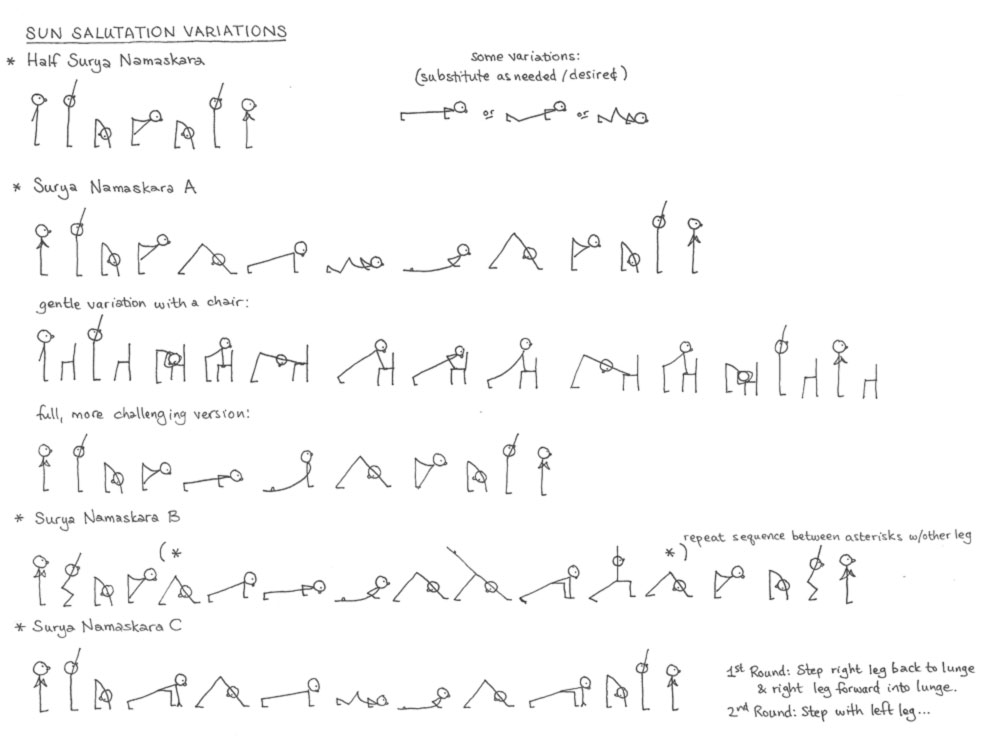 SUN SALUTATION VARIATIONS
* Half Surya Namaskara
some variations:
(substitute as needed/desired)
or
or
* Surya Namaskara A
gentle variation with a chair:
full, more challenging version:
* Surya Namaskara B
(*
*)
repeat sequence between asterisks w/other leg
* Surya Namaskara C
1st Round: Step right leg back to lunge
& right leg forward into lunge.
2nd Round: Step with left leg...